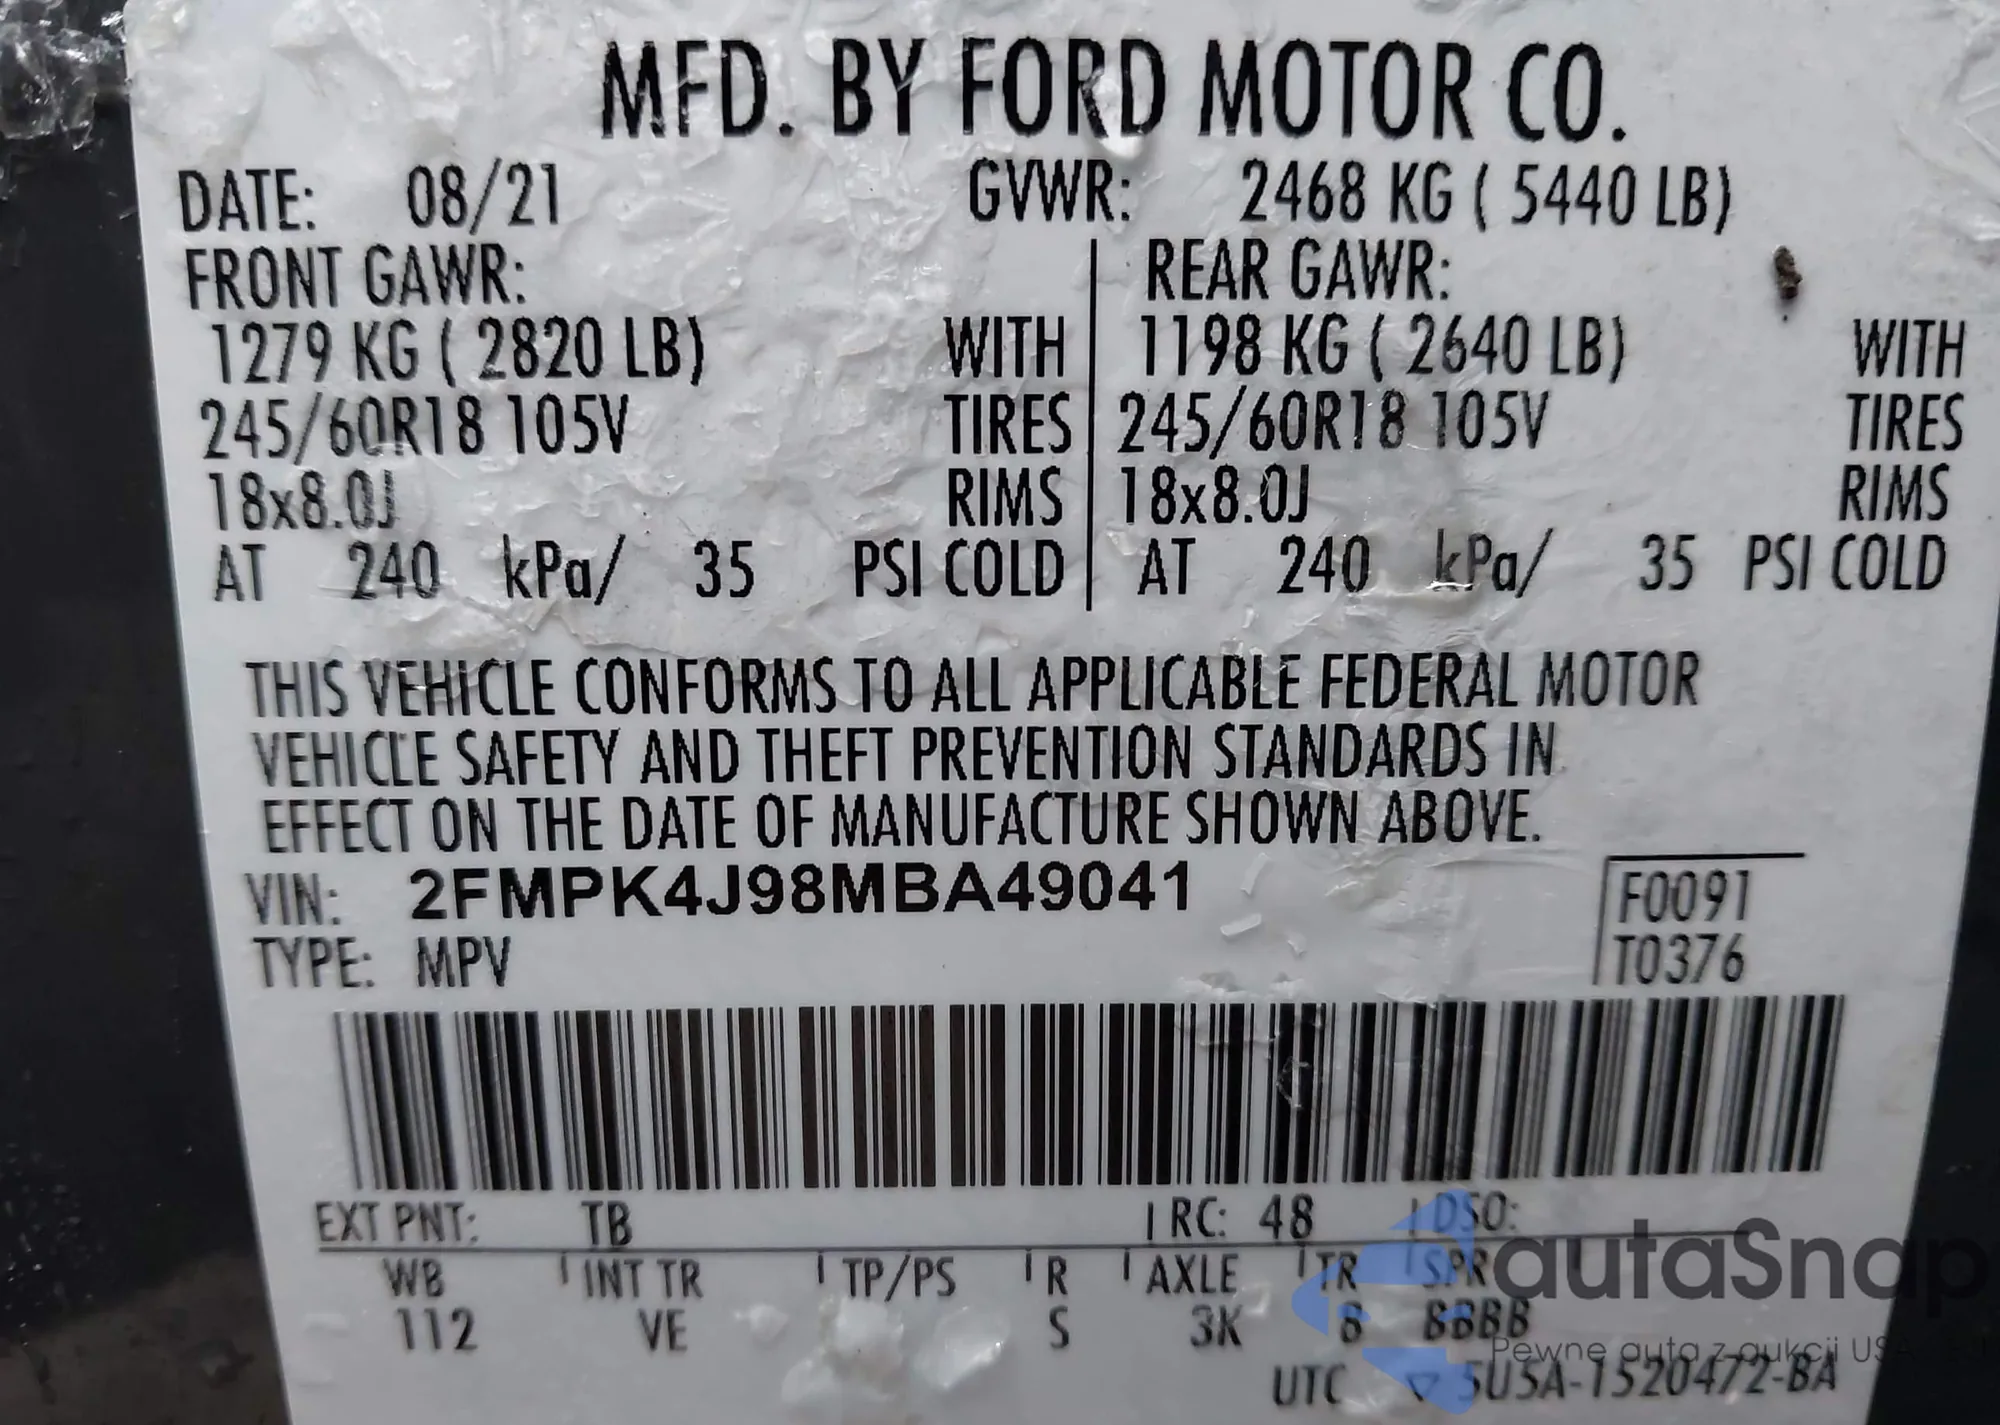 MFD. BY FORD MOTOR CO.
DATE: 08/21 GVWR: 2468 KG ( 5440 LB)
FRONT GAWR: REAR GAWR:
1279 KG ( 2820 LB) WITH 1198 KG ( 2640 LB) WITH
245/60R18 105V TIRES 245/60R18 105V TIRES
18x8.0J RIMS 18x8.0J RIMS
AT 240 kPa/ 35 PSI COLD AT 240 kPa/ 35 PSI COLD
THIS VEHICLE CONFORMS TO ALL APPLICABLE FEDERAL MOTOR
VEHICLE SAFETY AND THEFT PREVENTION STANDARDS IN
EFFECT ON THE DATE OF MANUFACTURE SHOWN ABOVE.
VIN: 2FMPK4J98MBA49041 F0091
TYPE: MPV T0376
EXT PNT: TB RC: 48 DSO:
WB INT TR TP/PS R AXLE TR SPR
112 VE S 3K 8 BBBB
autaSnap
Pewne auta z aukcji USA
UTC ▽ 5U5A-1520472-BA